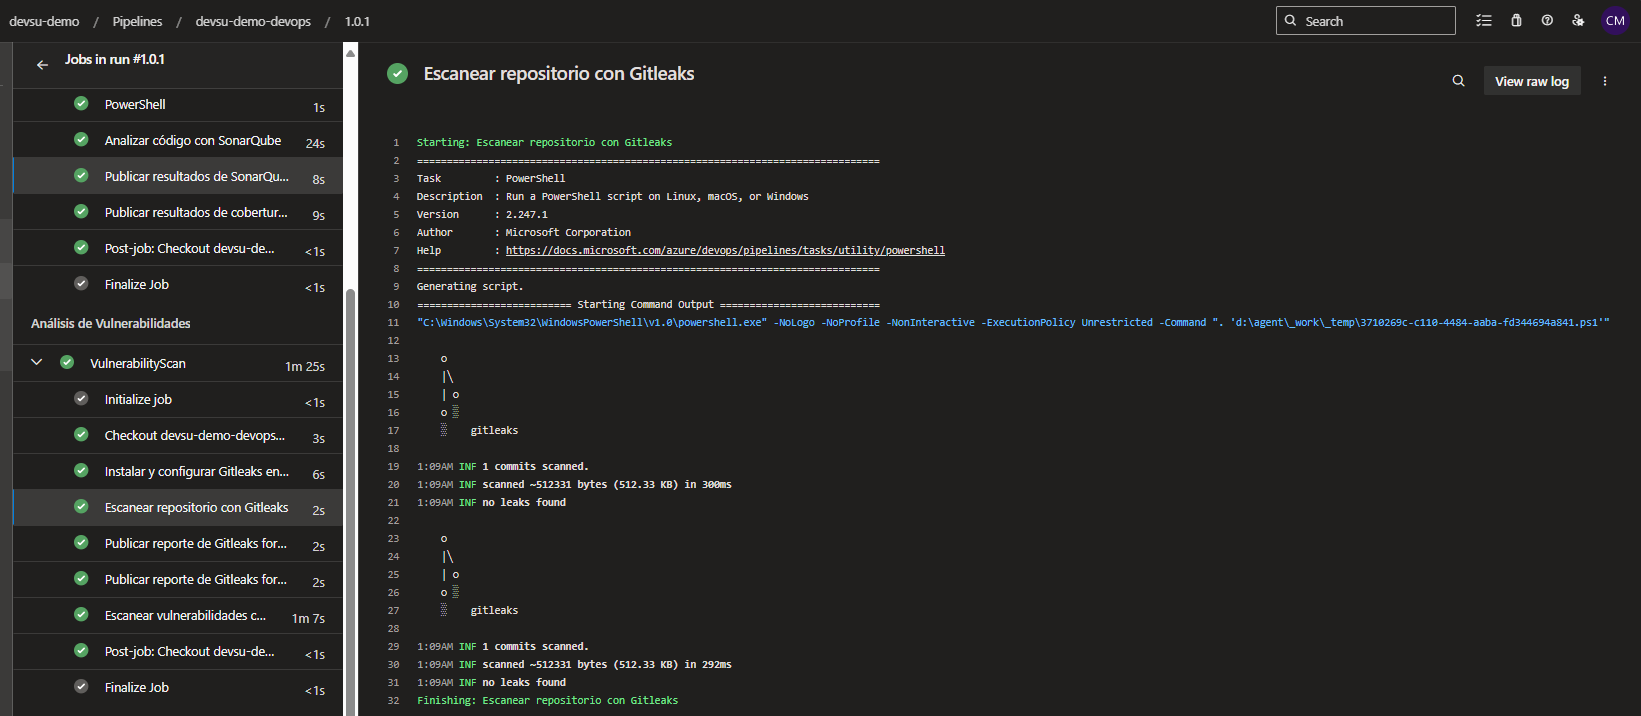 devsu-demo / Pipelines / devsu-demo-devops / 1.0.1
Search
CM
Jobs in run #1.0.1
PowerShell 1s
Analizar código con SonarQube 24s
Publicar resultados de SonarQu... 8s
Publicar resultados de cobertur... 9s
Post-job: Checkout devsu-de... <1s
Finalize Job <1s
Análisis de Vulnerabilidades
VulnerabilityScan 1m 25s
Initialize job <1s
Checkout devsu-demo-devops... 3s
Instalar y configurar Gitleaks en... 6s
Escanear repositorio con Gitleaks 2s
Publicar reporte de Gitleaks for... 2s
Publicar reporte de Gitleaks for... 2s
Escanear vulnerabilidades c... 1m 7s
Post-job: Checkout devsu-de... <1s
Finalize Job <1s
Escanear repositorio con Gitleaks
View raw log
1 Starting: Escanear repositorio con Gitleaks
2 ==============================================================================
3 Task : PowerShell
4 Description : Run a PowerShell script on Linux, macOS, or Windows
5 Version : 2.247.1
6 Author : Microsoft Corporation
7 Help : https://docs.microsoft.com/azure/devops/pipelines/tasks/utility/powershell
8 ==============================================================================
9 Generating script.
10 ========================== Starting Command Output ===========================
11 "C:\Windows\System32\WindowsPowerShell\v1.0\powershell.exe" -NoLogo -NoProfile -NonInteractive -ExecutionPolicy Unrestricted -Command ". 'd:\agent\_work\_temp\3710269c-c110-4484-aaba-fd344694a841.ps1'"
12
13 o
14 |\
15 | o
16 o ░
17 ░ gitleaks
18
19 1:09AM INF 1 commits scanned.
20 1:09AM INF scanned ~512331 bytes (512.33 KB) in 300ms
21 1:09AM INF no leaks found
22
23 o
24 |\
25 | o
26 o ░
27 ░ gitleaks
28
29 1:09AM INF 1 commits scanned.
30 1:09AM INF scanned ~512331 bytes (512.33 KB) in 292ms
31 1:09AM INF no leaks found
32 Finishing: Escanear repositorio con Gitleaks